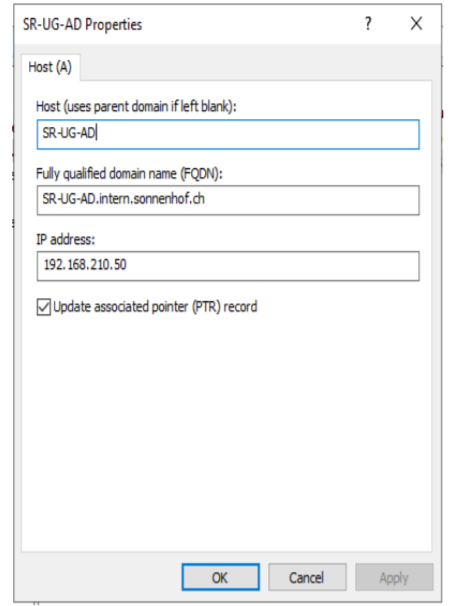 SR-UG-AD Properties ? X
Host (A)
Host (uses parent domain if left blank):
SR-UG-AD
Fully qualified domain name (FQDN):
SR-UG-AD.intern.sonnenhof.ch
IP address:
192.168.210.50
Update associated pointer (PTR) record
OK Cancel Apply